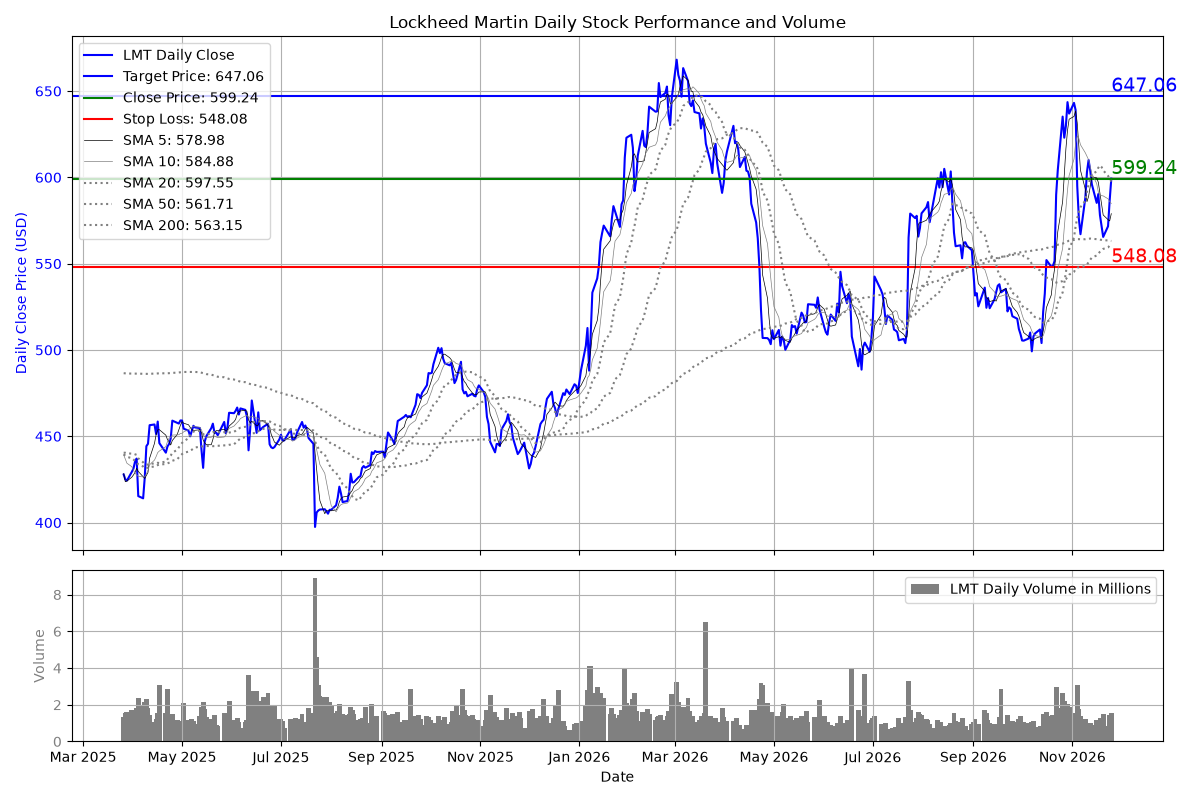 Lockheed Martin Daily Stock Performance and Volume
LMT Daily Close
Target Price: 647.06
Close Price: 599.24
Stop Loss: 548.08
SMA 5: 578.98
SMA 10: 584.88
SMA 20: 597.55
SMA 50: 561.71
SMA 200: 563.15
647.06
599.24
548.08
650
600
550
500
450
400
Daily Close Price (USD)
LMT Daily Volume in Millions
8
6
4
2
0
Volume
Mar 2025 May 2025 Jul 2025 Sep 2025 Nov 2025 Jan 2026 Mar 2026 May 2026 Jul 2026 Sep 2026 Nov 2026
Date